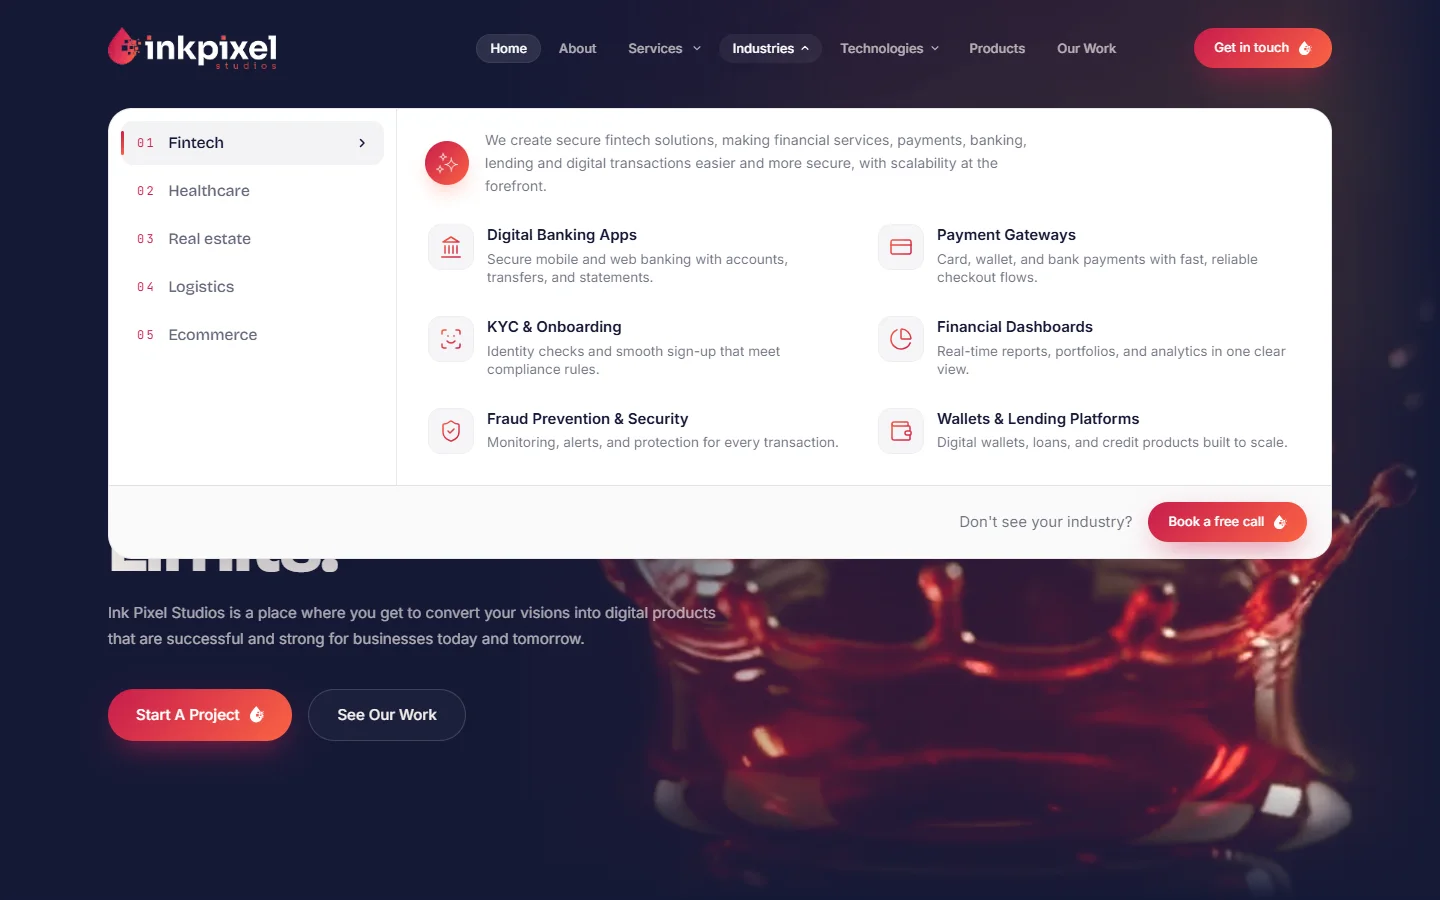 inkpixel
studios
Home
About
Services
Industries
Technologies
Products
Our Work
Get in touch
01 Fintech
02 Healthcare
03 Real estate
04 Logistics
05 Ecommerce
We create secure fintech solutions, making financial services, payments, banking,
lending and digital transactions easier and more secure, with scalability at the
forefront.
Digital Banking Apps
Secure mobile and web banking with accounts,
transfers, and statements.
Payment Gateways
Card, wallet, and bank payments with fast, reliable
checkout flows.
KYC & Onboarding
Identity checks and smooth sign-up that meet
compliance rules.
Financial Dashboards
Real-time reports, portfolios, and analytics in one clear
view.
Fraud Prevention & Security
Monitoring, alerts, and protection for every transaction.
Wallets & Lending Platforms
Digital wallets, loans, and credit products built to scale.
Don't see your industry?
Book a free call
Ink Pixel Studios is a place where you get to convert your visions into digital products
that are successful and strong for businesses today and tomorrow.
Start A Project
See Our Work